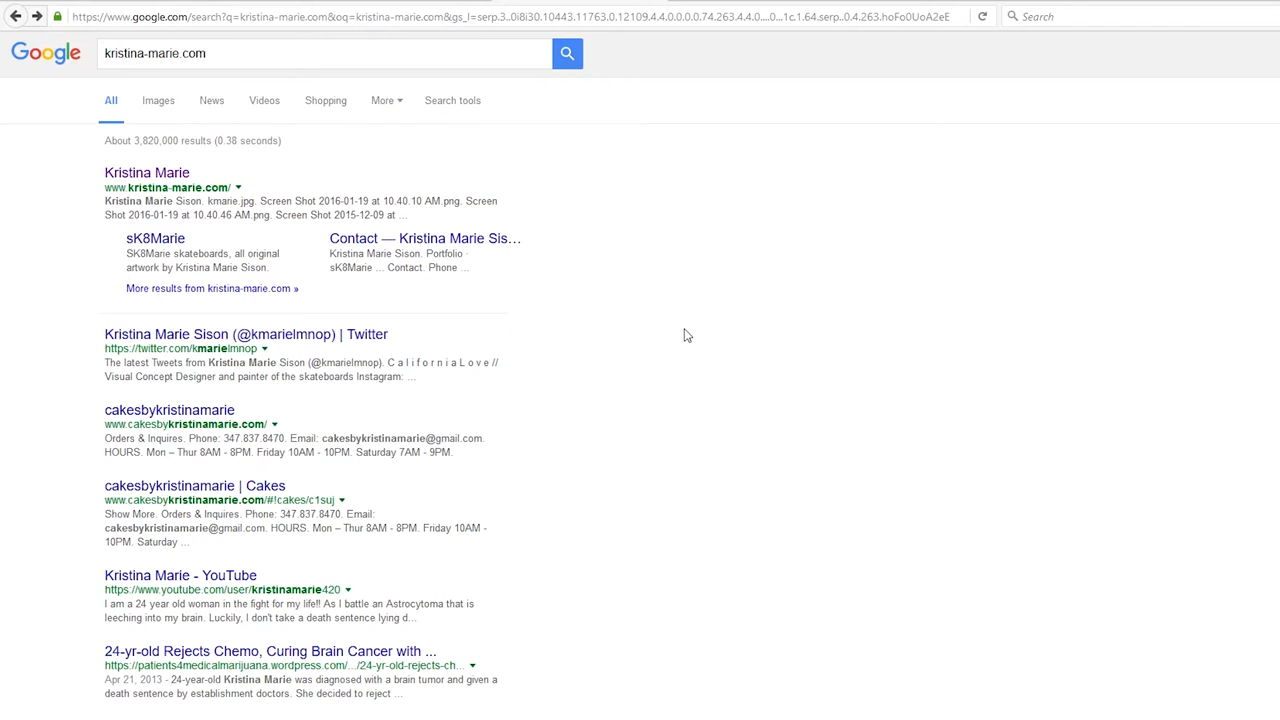 https://www.google.com/search?q=kristina-marie.com&oq=kristina-marie.com&gs_l=serp.3..0i8i30.10443.11763.0.12109.4.4.0.0.0.0.74.263.4.4.0....0...1c.1.64.serp..0.4.263.hoFo0UoA2eE
Search
Google
kristina-marie.com
All Images News Videos Shopping More Search tools
About 3,820,000 results (0.38 seconds)
Kristina Marie
www.kristina-marie.com/
Kristina Marie Sison. kmarie.jpg. Screen Shot 2016-01-19 at 10.40.10 AM.png. Screen
Shot 2016-01-19 at 10.40.46 AM.png. Screen Shot 2015-12-09 at ...
sK8Marie
SK8Marie skateboards, all original
artwork by Kristina Marie Sison.
Contact — Kristina Marie Sis...
Kristina Marie Sison. Portfolio ·
sK8Marie ... Contact. Phone ...
More results from kristina-marie.com »
Kristina Marie Sison (@kmarielmnop) | Twitter
https://twitter.com/kmarielmnop
The latest Tweets from Kristina Marie Sison (@kmarielmnop). C a l i f o r n i a L o v e //
Visual Concept Designer and painter of the skateboards Instagram: ...
cakesbykristinamarie
www.cakesbykristinamarie.com/
Orders & Inquires. Phone: 347.837.8470. Email: cakesbykristinamarie@gmail.com.
HOURS. Mon – Thur 8AM - 8PM. Friday 10AM - 10PM. Saturday 7AM - 9PM.
cakesbykristinamarie | Cakes
www.cakesbykristinamarie.com/#!cakes/c1suj
Show More. Orders & Inquires. Phone: 347.837.8470. Email:
cakesbykristinamarie@gmail.com. HOURS. Mon – Thur 8AM - 8PM. Friday 10AM -
10PM. Saturday ...
Kristina Marie - YouTube
https://www.youtube.com/user/kristinamarie420
I am a 24 year old woman in the fight for my life!! As I battle an Astrocytoma that is
leeching into my brain. Luckily, I don't take a death sentence lying d...
24-yr-old Rejects Chemo, Curing Brain Cancer with ...
https://patients4medicalmarijuana.wordpress.com/.../24-yr-old-rejects-ch...
Apr 21, 2013 - 24-year-old Kristina Marie was diagnosed with a brain tumor and given a
death sentence by establishment doctors. She decided to reject ...